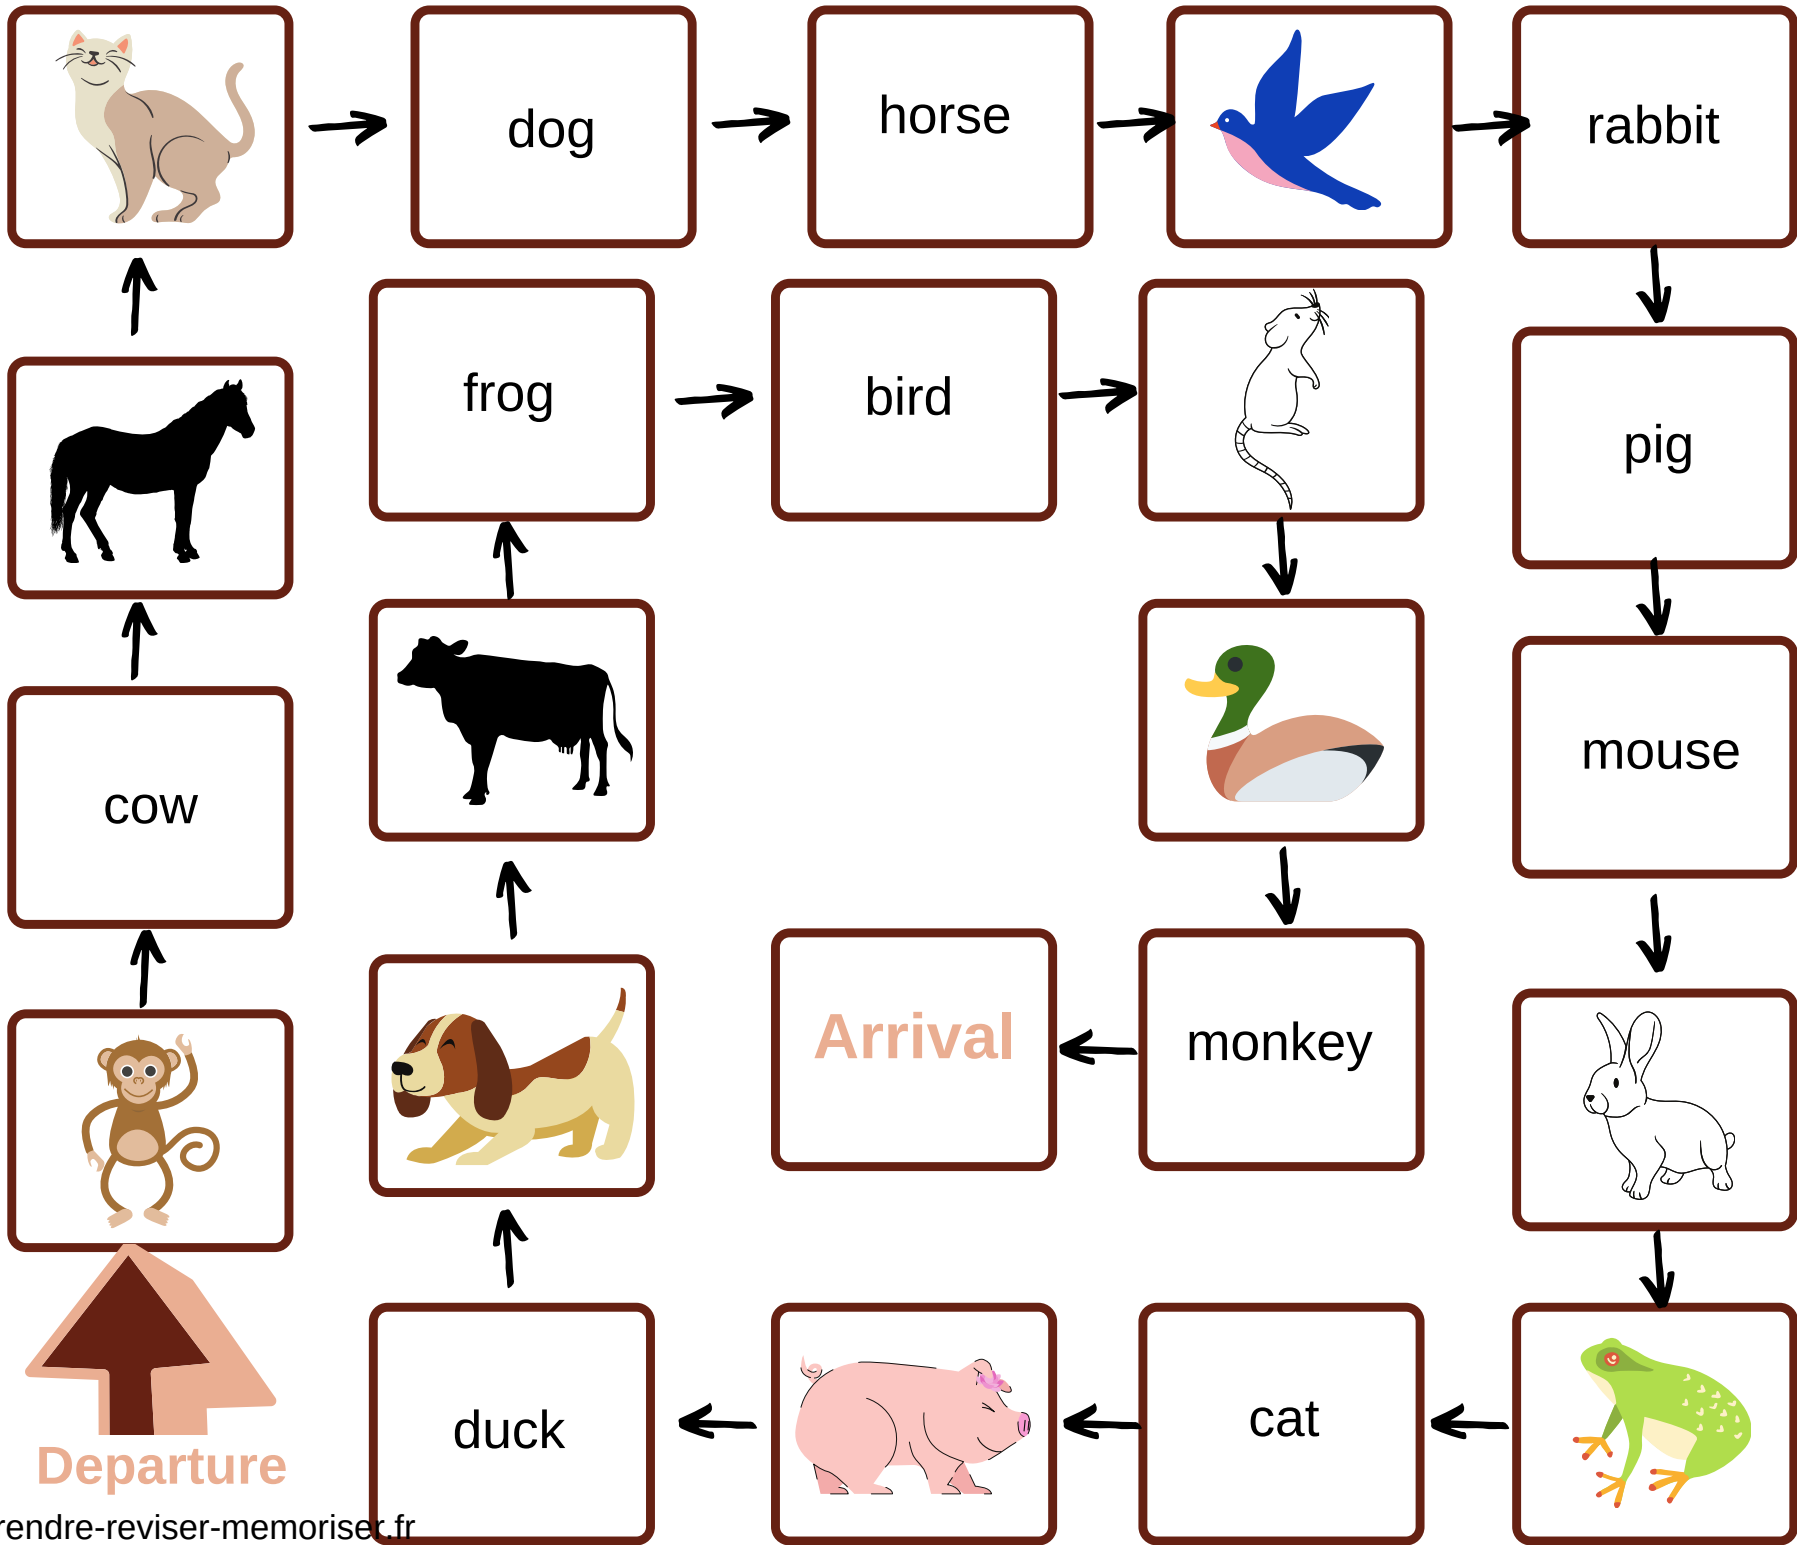 dog
horse
rabbit
frog
bird
pig
mouse
cow
Arrival
monkey
duck
cat
Departure
rendre-reviser-memoriser.fr